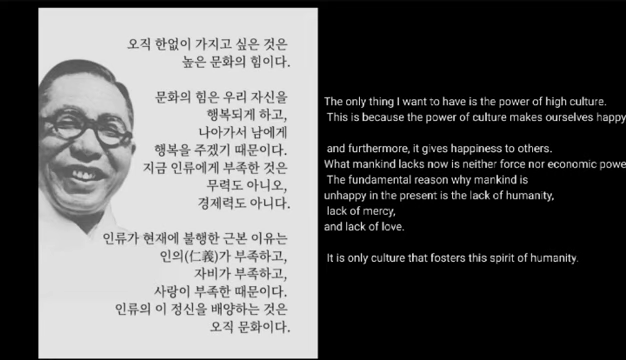 오직 한없이 가지고 싶은 것은
높은 문화의 힘이다.
문화의 힘은 우리 자신을
행복되게 하고,
나아가서 남에게
행복을 주겠기 때문이다.
지금 인류에게 부족한 것은
무력도 아니오,
경제력도 아니다.
인류가 현재에 불행한 근본 이유는
인의(仁義)가 부족하고,
자비가 부족하고,
사랑이 부족한 때문이다.
인류의 이 정신을 배양하는 것은
오직 문화이다.
The only thing I want to have is the power of high culture.
This is because the power of culture makes ourselves happy
and furthermore, it gives happiness to others.
What mankind lacks now is neither force nor economic powe
The fundamental reason why mankind is
unhappy in the present is the lack of humanity,
lack of mercy,
and lack of love.
It is only culture that fosters this spirit of humanity.